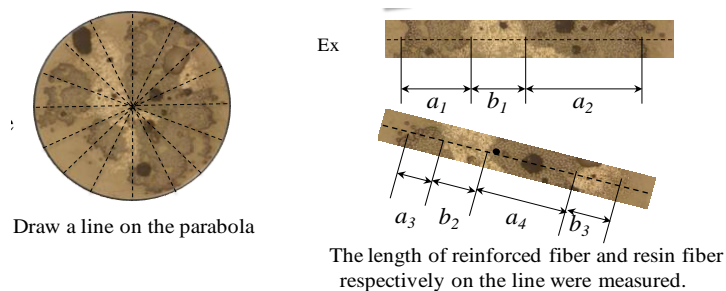 Ex
a1 b1 a2
a3 b2 a4 b3
Draw a line on the parabola
The length of reinforced fiber and resin fiber
respectively on the line were measured.